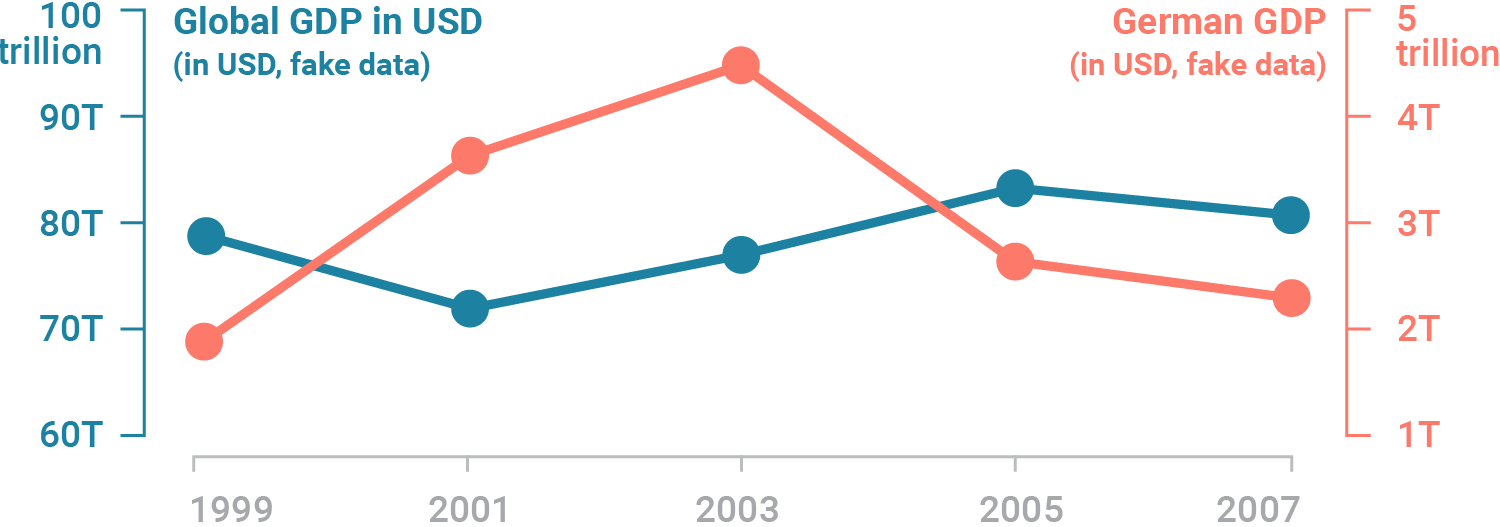 100
trillion
90T
80T
70T
60T
Global GDP in USD
(in USD, fake data)
German GDP
(in USD, fake data)
5
trillion
4T
3T
2T
1T
1999
2001
2003
2005
2007